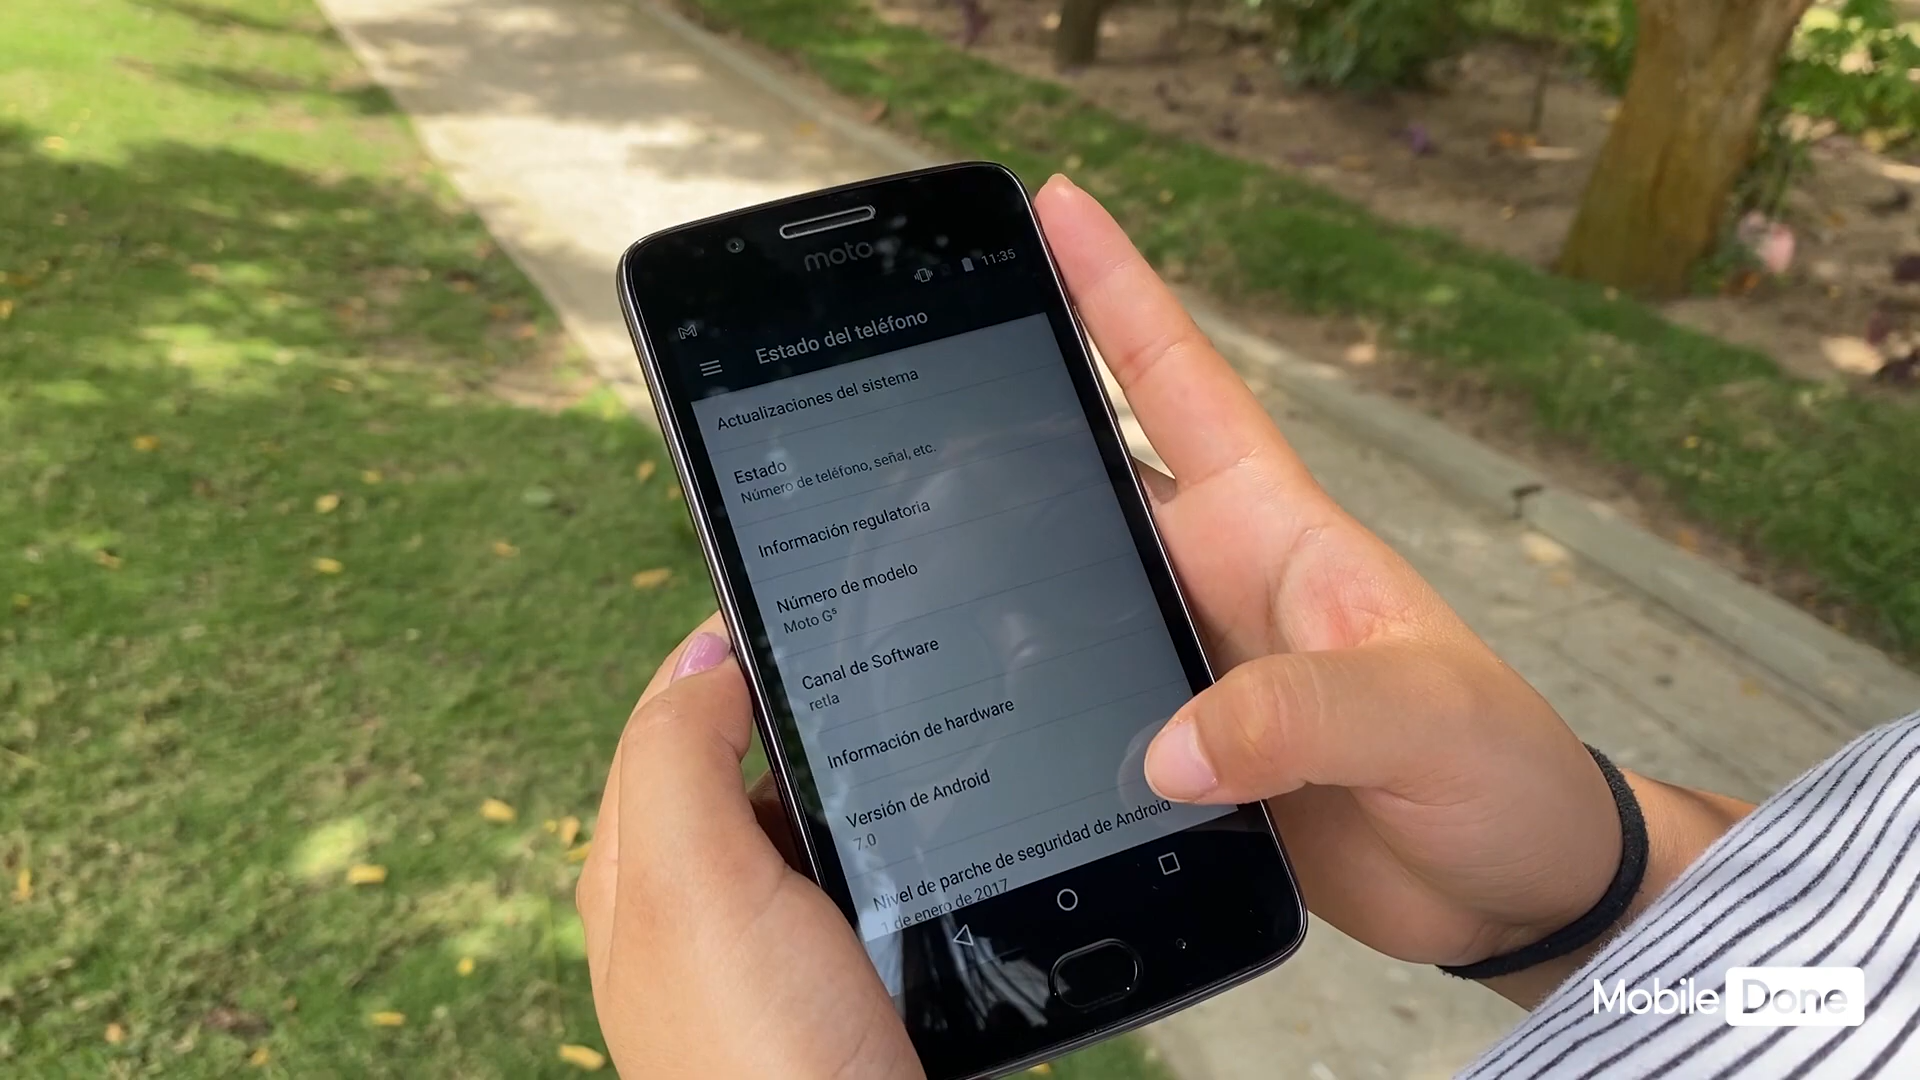 moto
11:35
Estado del teléfono
Actualizaciones del sistema
Estado
Número de teléfono, señal, etc.
Información regulatoria
Número de modelo
Moto G⁵
Canal de Software
retla
Información de hardware
Versión de Android
7.0
Nivel de parche de seguridad de Android
1 de enero de 2017
Mobile Done